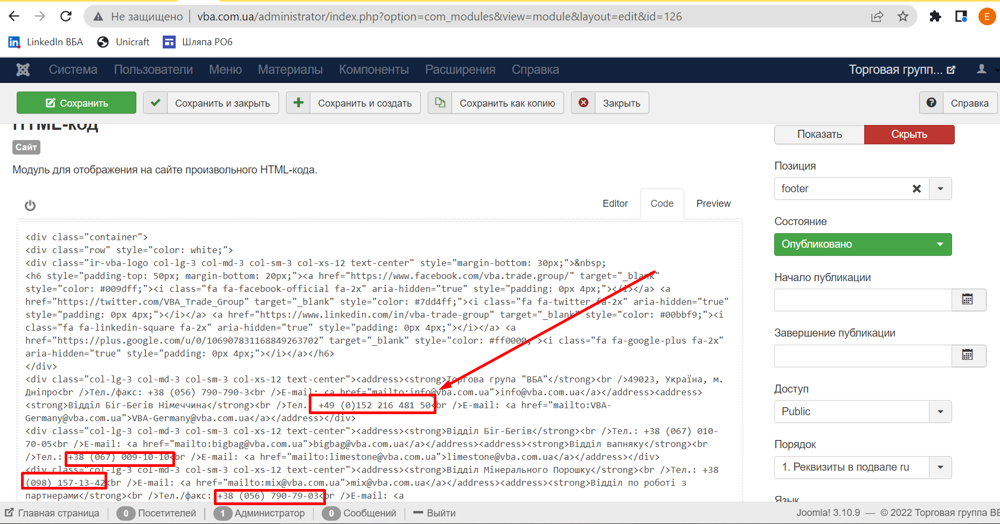 Не защищено
vba.com.ua/administrator/index.php?option=com_modules&view=module&layout=edit&id=126
E
LinkedIn ВБА
Unicraft
Шляпа РО6
Система
Пользователи
Меню
Материалы
Компоненты
Расширения
Справка
Торговая групп...
Сохранить
Сохранить и закрыть
Сохранить и создать
Сохранить как копию
Закрыть
Справка
HTML-код
Сайт
Модуль для отображения на сайте произвольного HTML-кода.
Editor
Code
Preview
<div class="container">
<div class="row" style="color: white;">
<div class="ir-vba-logo col-lg-3 col-md-3 col-sm-3 col-xs-12 text-center" style="margin-bottom: 30px;">&nbsp;
<h6 style="padding-top: 50px; margin-bottom: 20px;"><a href="https://www.facebook.com/vba.trade.group/" target="_blank"
style="color: #009dff;"><i class="fa fa-facebook-official fa-2x" aria-hidden="true" style="padding: 0px 4px;"></i></a> <a
href="https://twitter.com/VBA_Trade_Group" target="_blank" style="color: #7dd4ff;"><i class="fa fa-twitter fa-2x" aria-hidden="true"
style="padding: 0px 4px;"></i></a> <a href="https://www.linkedin.com/in/vba-trade-group" target="_blank" style="color: #00bbf9;"><i
class="fa fa-linkedin-square fa-2x" aria-hidden="true" style="padding: 0px 4px;"></i></a> <a
href="https://plus.google.com/u/0/106907831168849263702" target="_blank" style="color: #ff0000; "><i class="fa fa-google-plus fa-2x"
aria-hidden="true" style="padding: 0px 4px;"></i></a></h6>
</div>
<div class="col-lg-3 col-md-3 col-sm-3 col-xs-12 text-center"><address><strong>Торгова група "ВБА"</strong><br />49023, Україна, м.
Дніпро<br />Тел./факс: +38 (056) 790-790-3<br />E-mail: <a href="mailto:info@vba.com.ua">info@vba.com.ua</a></address><address>
<strong>Відділ Біг-Бегів Німеччина</strong><br />Тел. +49 (0)152 216 481 50<br />E-mail: <a href="mailto:VBA-
Germany@vba.com.ua">VBA-Germany@vba.com.ua</a></address></div>
<div class="col-lg-3 col-md-3 col-sm-3 col-xs-12 text-center"><address><strong>Відділ Біг-Бегів</strong><br />Тел.: +38 (067) 010-
70-05<br />E-mail: <a href="mailto:bigbag@vba.com.ua">bigbag@vba.com.ua</a></address><address><strong>Відділ вапняку</strong><br
/>Тел.: +38 (067) 009-10-10<br />E-mail: <a href="mailto:limestone@vba.com.ua">limestone@vba.com.ua</a></address></div>
<div class="col-lg-3 col-md-3 col-sm-3 col-xs-12 text-center"><address><strong>Відділ Мінерального Порошку</strong><br />Тел.: +38
(098) 157-13-42<br />E-mail: <a href="mailto:mix@vba.com.ua">mix@vba.com.ua</a></address><address><strong>Відділ по роботі з
партнерами</strong><br />Тел./факс: +38 (056) 790-79-03<br />E-mail: <a
Показать
Скрыть
Позиция
footer
Состояние
Опубликовано
Начало публикации
Завершение публикации
Доступ
Public
Порядок
1. Реквизиты в подвале ru
Язык
Главная страница
0 Посетителей
1 Администратор
0 Сообщений
Выйти
Joomla! 3.10.9 — © 2022 Торговая группа ВБ